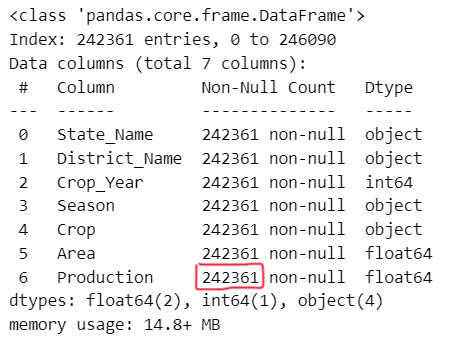 <class 'pandas.core.frame.DataFrame'>
Index: 242361 entries, 0 to 246090
Data columns (total 7 columns):
 #   Column         Non-Null Count   Dtype
---  ------         --------------   -----
 0   State_Name     242361 non-null  object
 1   District_Name  242361 non-null  object
 2   Crop_Year      242361 non-null  int64
 3   Season         242361 non-null  object
 4   Crop           242361 non-null  object
 5   Area           242361 non-null  float64
 6   Production     242361 non-null  float64
dtypes: float64(2), int64(1), object(4)
memory usage: 14.8+ MB